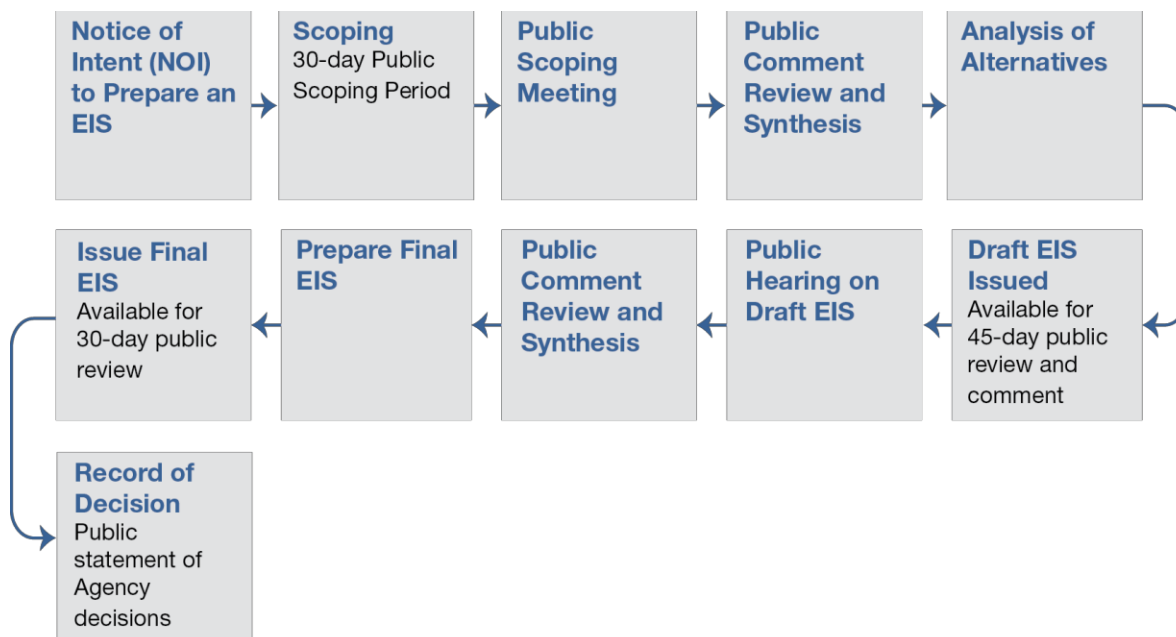 Notice of
Intent (NOI)
to Prepare an
EIS
Scoping
30-day Public
Scoping Period
Public
Scoping
Meeting
Public
Comment
Review and
Synthesis
Analysis of
Alternatives
Draft EIS
Issued
Available for
45-day public
review and
comment
Public
Hearing on
Draft EIS
Public
Comment
Review and
Synthesis
Prepare Final
EIS
Issue Final
EIS
Available for
30-day public
review
Record of
Decision
Public
statement of
Agency
decisions